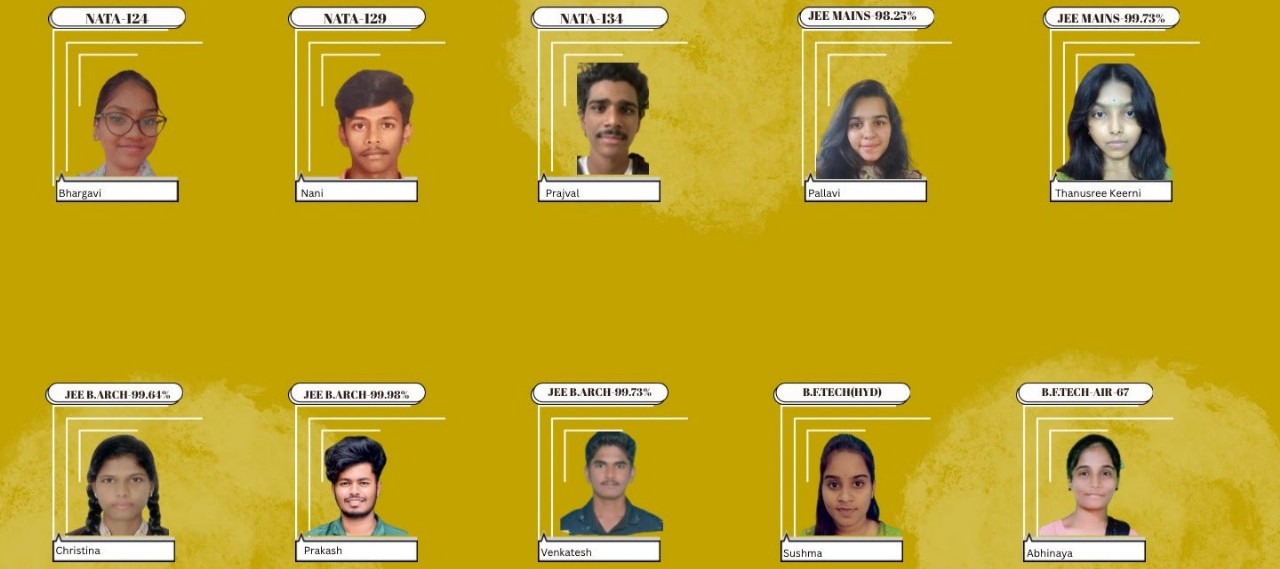 NATA-124
NATA-129
NATA-134
JEE MAINS-98.25%
JEE MAINS-99.73%
Bhargavi
Nani
Prajval
Pallavi
Thanusree Keerni
JEE B.ARCH-99.64%
JEE B.ARCH-99.98%
JEE B.ARCH-99.73%
B.F.TECH(HYD)
B.F.TECH-AIR-67
Christina
Prakash
Venkatesh
Sushma
Abhinaya